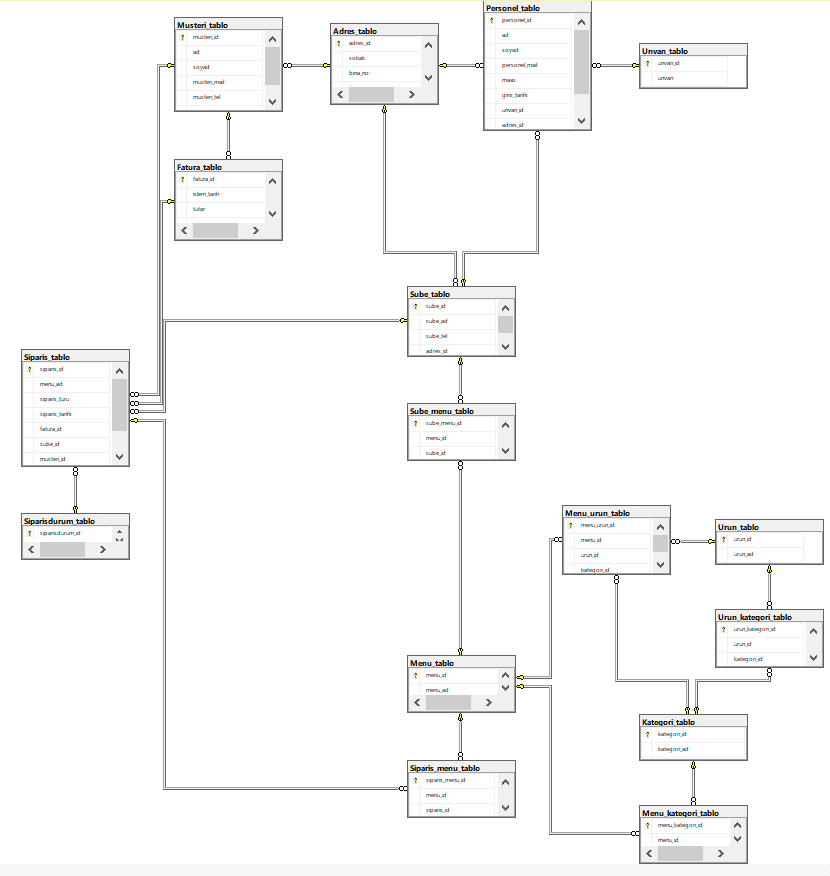 Musteri_tablo
musteri_id
ad
soyad
musteri_mail
musteri_tel
Adres_tablo
adres_id
sokak
bina_no
Personel_tablo
personel_id
ad
soyad
personel_mail
maas
giris_tarihi
unvan_id
adres_id
Unvan_tablo
unvan_id
unvan
Fatura_tablo
fatura_id
islem_tarih
tutar
Sube_tablo
sube_id
sube_ad
sube_tel
adres_id
Siparis_tablo
siparis_id
menu_ad
siparis_turu
siparis_tarihi
fatura_id
sube_id
musteri_id
Sube_menu_tablo
sube_menu_id
menu_id
sube_id
Siparisdurum_tablo
siparisdurum_id
Menu_urun_tablo
menu_urun_id
menu_id
urun_id
kategori_id
Urun_tablo
urun_id
urun_ad
Urun_kategori_tablo
urun_kategori_id
urun_id
kategori_id
Menu_tablo
menu_id
menu_ad
Kategori_tablo
kategori_id
kategori_ad
Siparis_menu_tablo
siparis_menu_id
menu_id
siparis_id
Menu_kategori_tablo
menu_kategori_id
menu_id